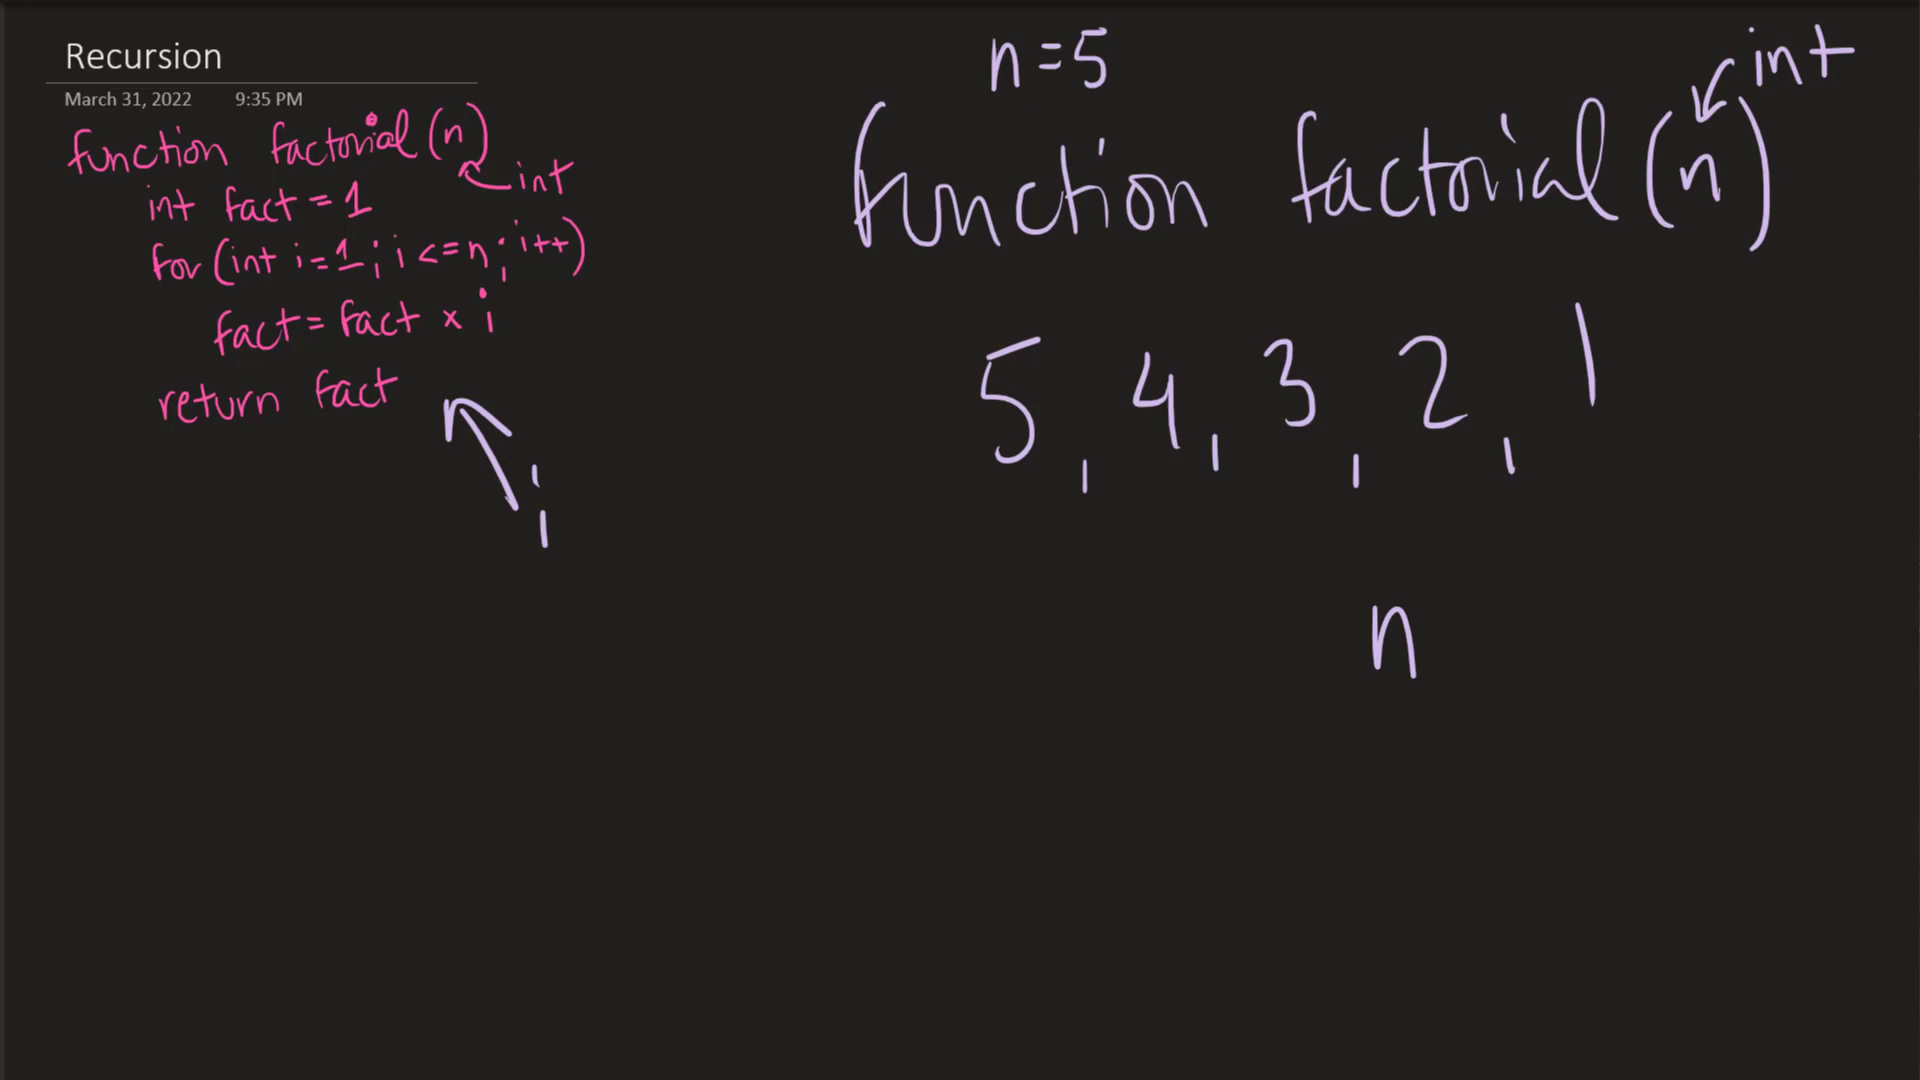 Recursion
March 31, 2022 9:35 PM
function factorial (n)
int
int fact = 1
for (int i = 1; i <= n; i++)
fact = fact x i
return fact
i
n = 5
int
function factorial (n)
5, 4, 3, 2, 1
n